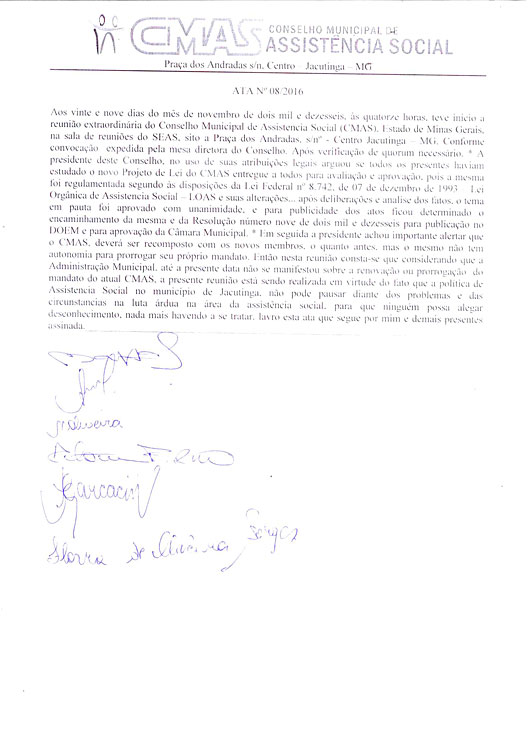 CMAS CONSELHO MUNICIPAL DE
ASSISTÊNCIA SOCIAL
Praça dos Andradas s/n, Centro – Jacutinga – MG
ATA Nº 08/2016
Aos vinte e nove dias do mês de novembro de dois mil e dezesseis, às quatorze horas, teve início a
reunião extraordinária do Conselho Municipal de Assistencia Social (CMAS), Estado de Minas Gerais,
na sala de reuniões do SEAS, sito a Praça dos Andradas, s/nº - Centro Jacutinga – MG. Conforme
convocação expedida pela mesa diretora do Conselho. Após verificação de quorum necessário, * A
presidente deste Conselho, no uso de suas atribuições legais arguou se todos os presentes haviam
estudado o novo Projeto de Lei do CMAS entregue a todos para avaliação e aprovação, pois a mesma
foi regulamentada segundo às disposições da Lei Federal nº 8.742, de 07 de dezembro de 1993 – Lei
Orgânica de Assistencia Social – LOAS e suas alterações... após deliberações e analise dos fatos, o tema
em pauta foi aprovado com unanimidade, e para publicidade dos atos ficou determinado o
encaminhamento da mesma e da Resolução número nove de dois mil e dezesseis para publicação no
DOEM e para aprovação da Câmara Municipal. * Em seguida a presidente achou importante alertar que
o CMAS, deverá ser recomposto com os novos membros, o quanto antes, mas o mesmo não tem
autonomia para prorrogar seu próprio mandato. Então nesta reunião consta-se que considerando que a
Administração Municipal, até a presente data não se manifestou sobre a renovação ou prorrogação do
mandato do atual CMAS, a presente reunião está sendo realizada em virtude do fato que a política de
Assistencia Social no município de Jacutinga, não pode pausar diante dos problemas e das
circunstancias na luta árdua na área da assistência social, para que ninguém possa alegar
desconhecimento, nada mais havendo a se tratar, lavro esta ata que segue por mim e demais presentes
assinada.
de Oliveira Borges